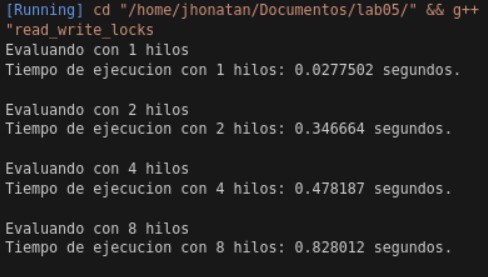 [Running] cd "/home/jhonatan/Documentos/lab05/" && g++
"read_write_locks
Evaluando con 1 hilos
Tiempo de ejecucion con 1 hilos: 0.0277502 segundos.
Evaluando con 2 hilos
Tiempo de ejecucion con 2 hilos: 0.346664 segundos.
Evaluando con 4 hilos
Tiempo de ejecucion con 4 hilos: 0.478187 segundos.
Evaluando con 8 hilos
Tiempo de ejecucion con 8 hilos: 0.828012 segundos.